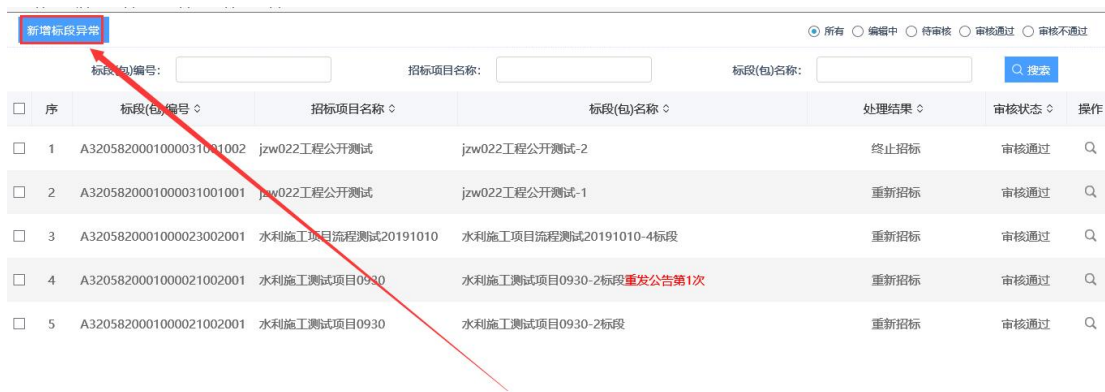 新增标段异常
所有 编辑中 待审核 审核通过 审核不通过
标段(包)编号： 招标项目名称： 标段(包)名称： 搜索
序 标段(包)编号 招标项目名称 标段(包)名称 处理结果 审核状态 操作
1 A3205820001000031001002 jzw022工程公开测试 jzw022工程公开测试-2 终止招标 审核通过
2 A3205820001000031001001 jzw022工程公开测试 jzw022工程公开测试-1 重新招标 审核通过
3 A3205820001000023002001 水利施工项目流程测试20191010 水利施工项目流程测试20191010-4标段 重新招标 审核通过
4 A3205820001000021002001 水利施工测试项目0930 水利施工测试项目0930-2标段重发公告第1次 重新招标 审核通过
5 A3205820001000021002001 水利施工测试项目0930 水利施工测试项目0930-2标段 重新招标 审核通过